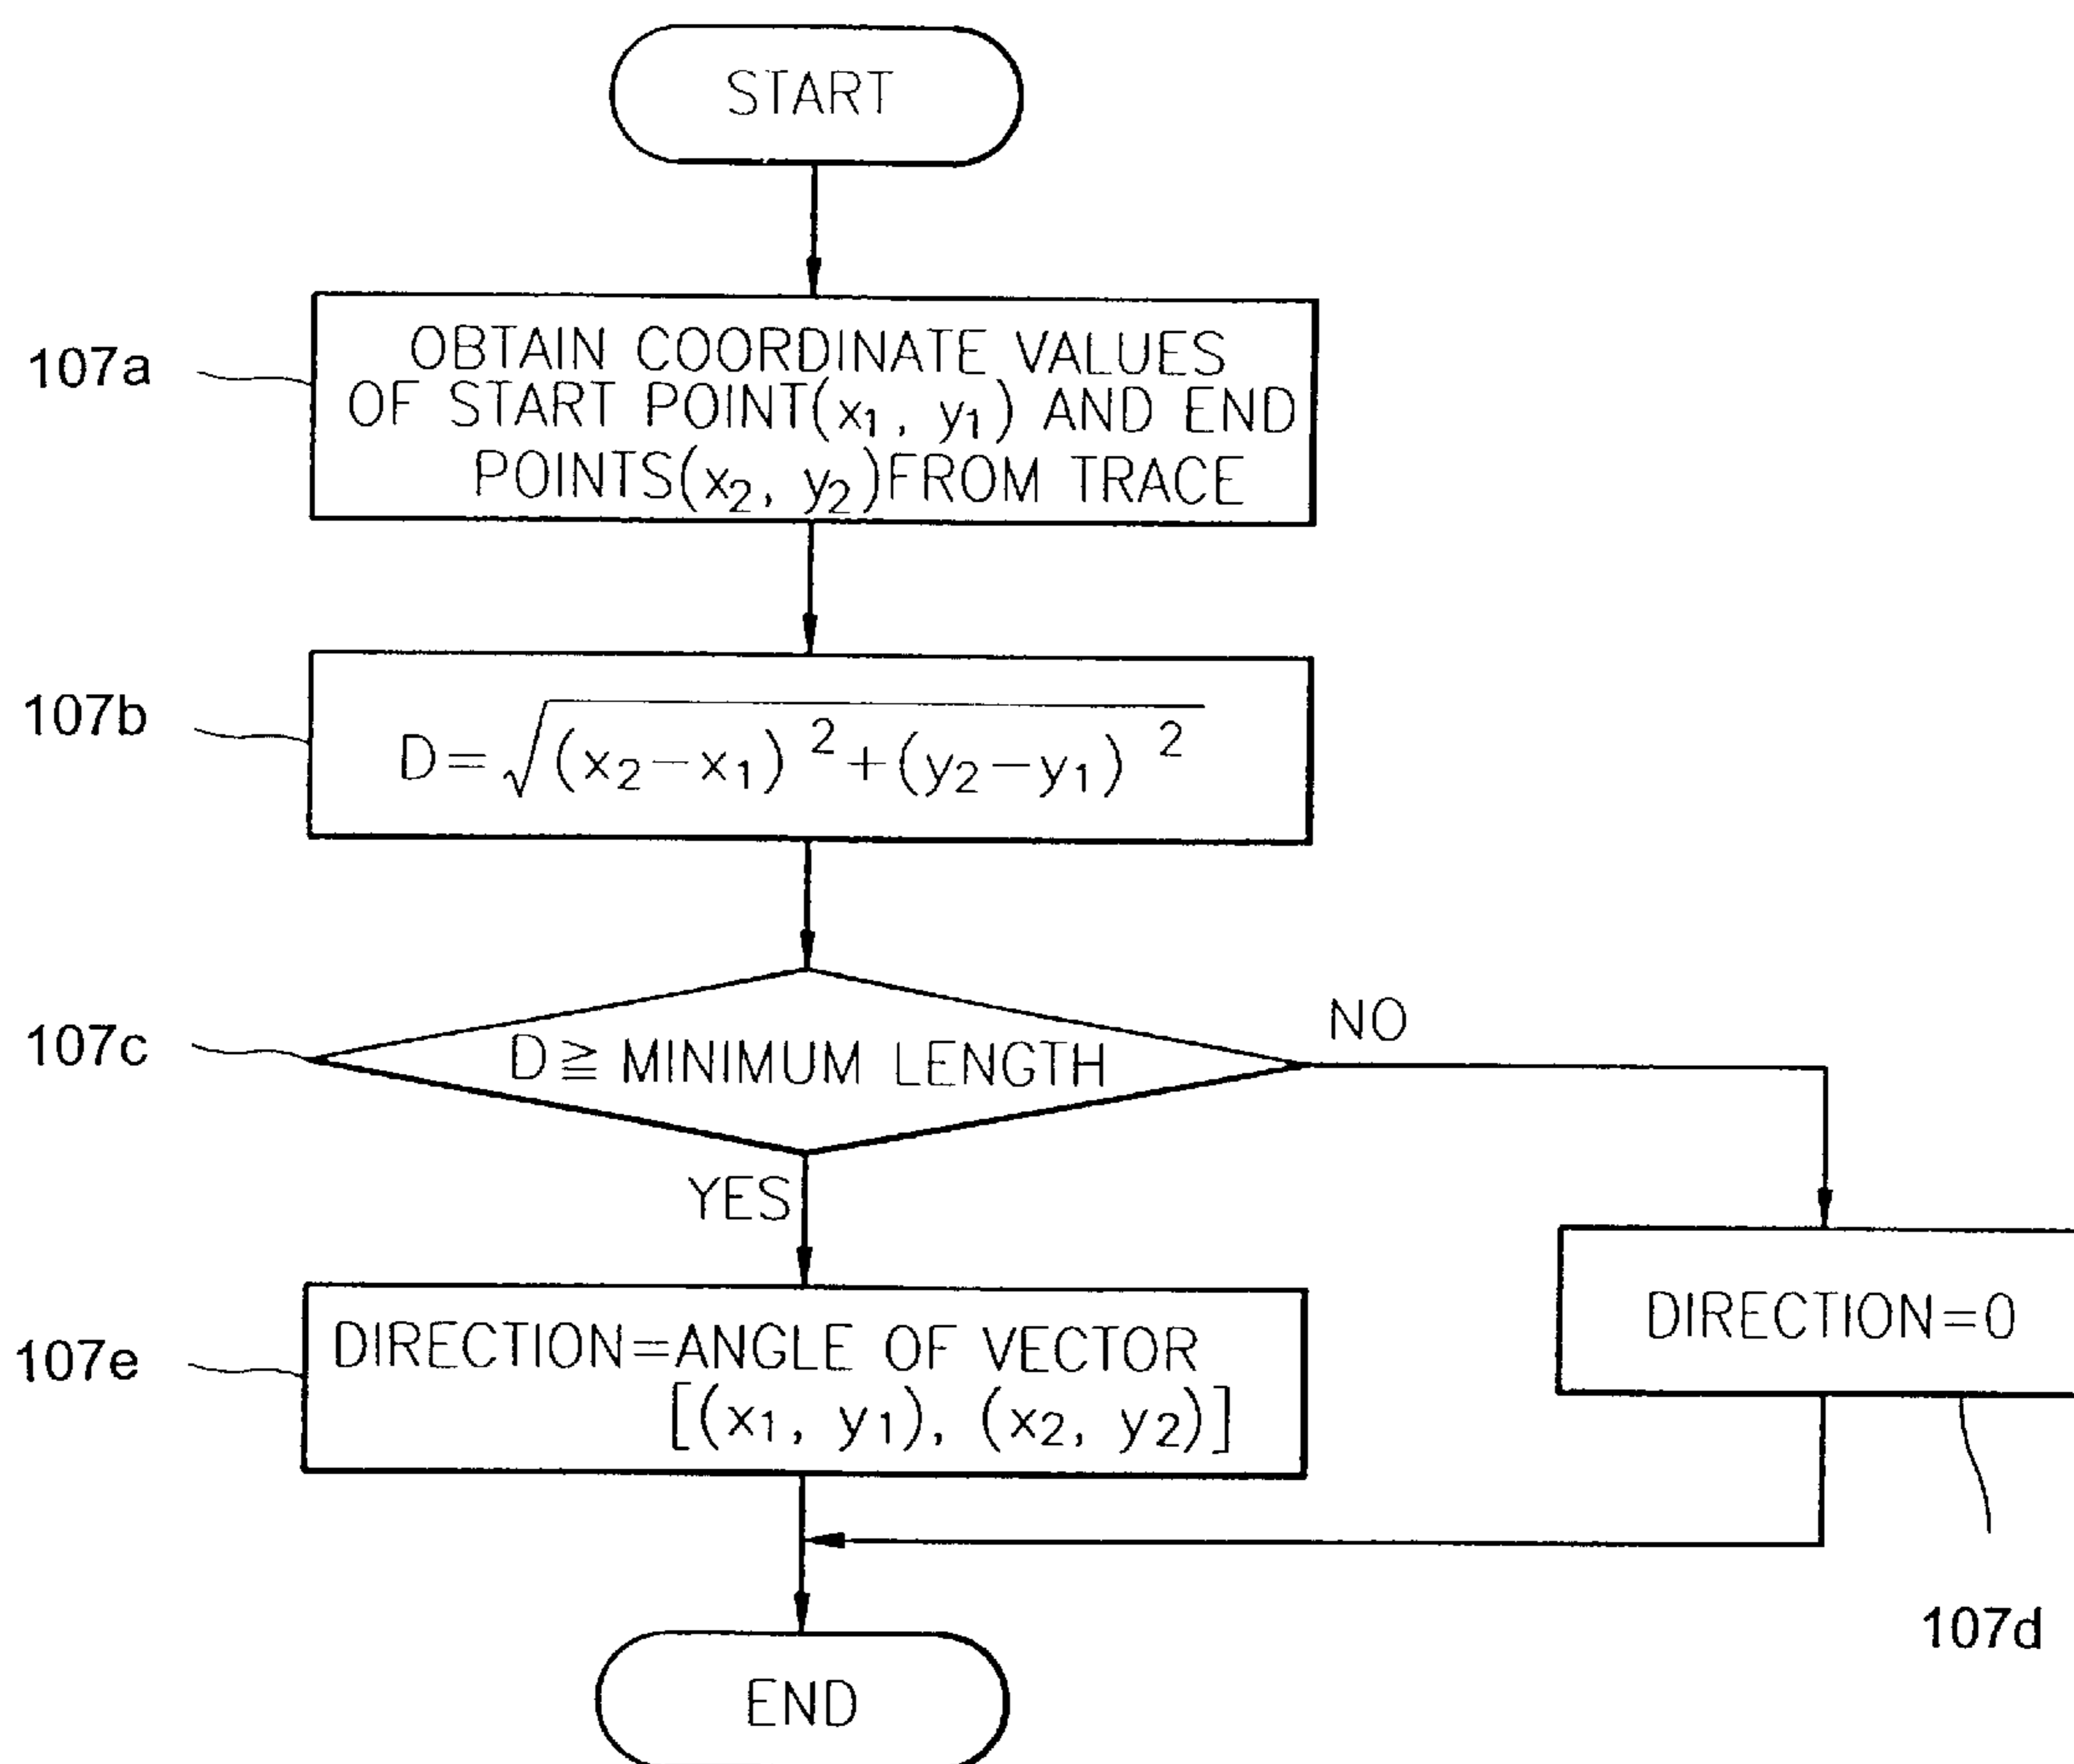 START
107a
OBTAIN COORDINATE VALUES
OF START POINT(x₁, y₁) AND END
POINTS(x₂, y₂)FROM TRACE
107b
D=√(x₂−x₁)²+(y₂−y₁)²
107c
D≧MINIMUM LENGTH
NO
YES
107e
DIRECTION=ANGLE OF VECTOR
[(x₁, y₁), (x₂, y₂)]
DIRECTION=0
107d
END